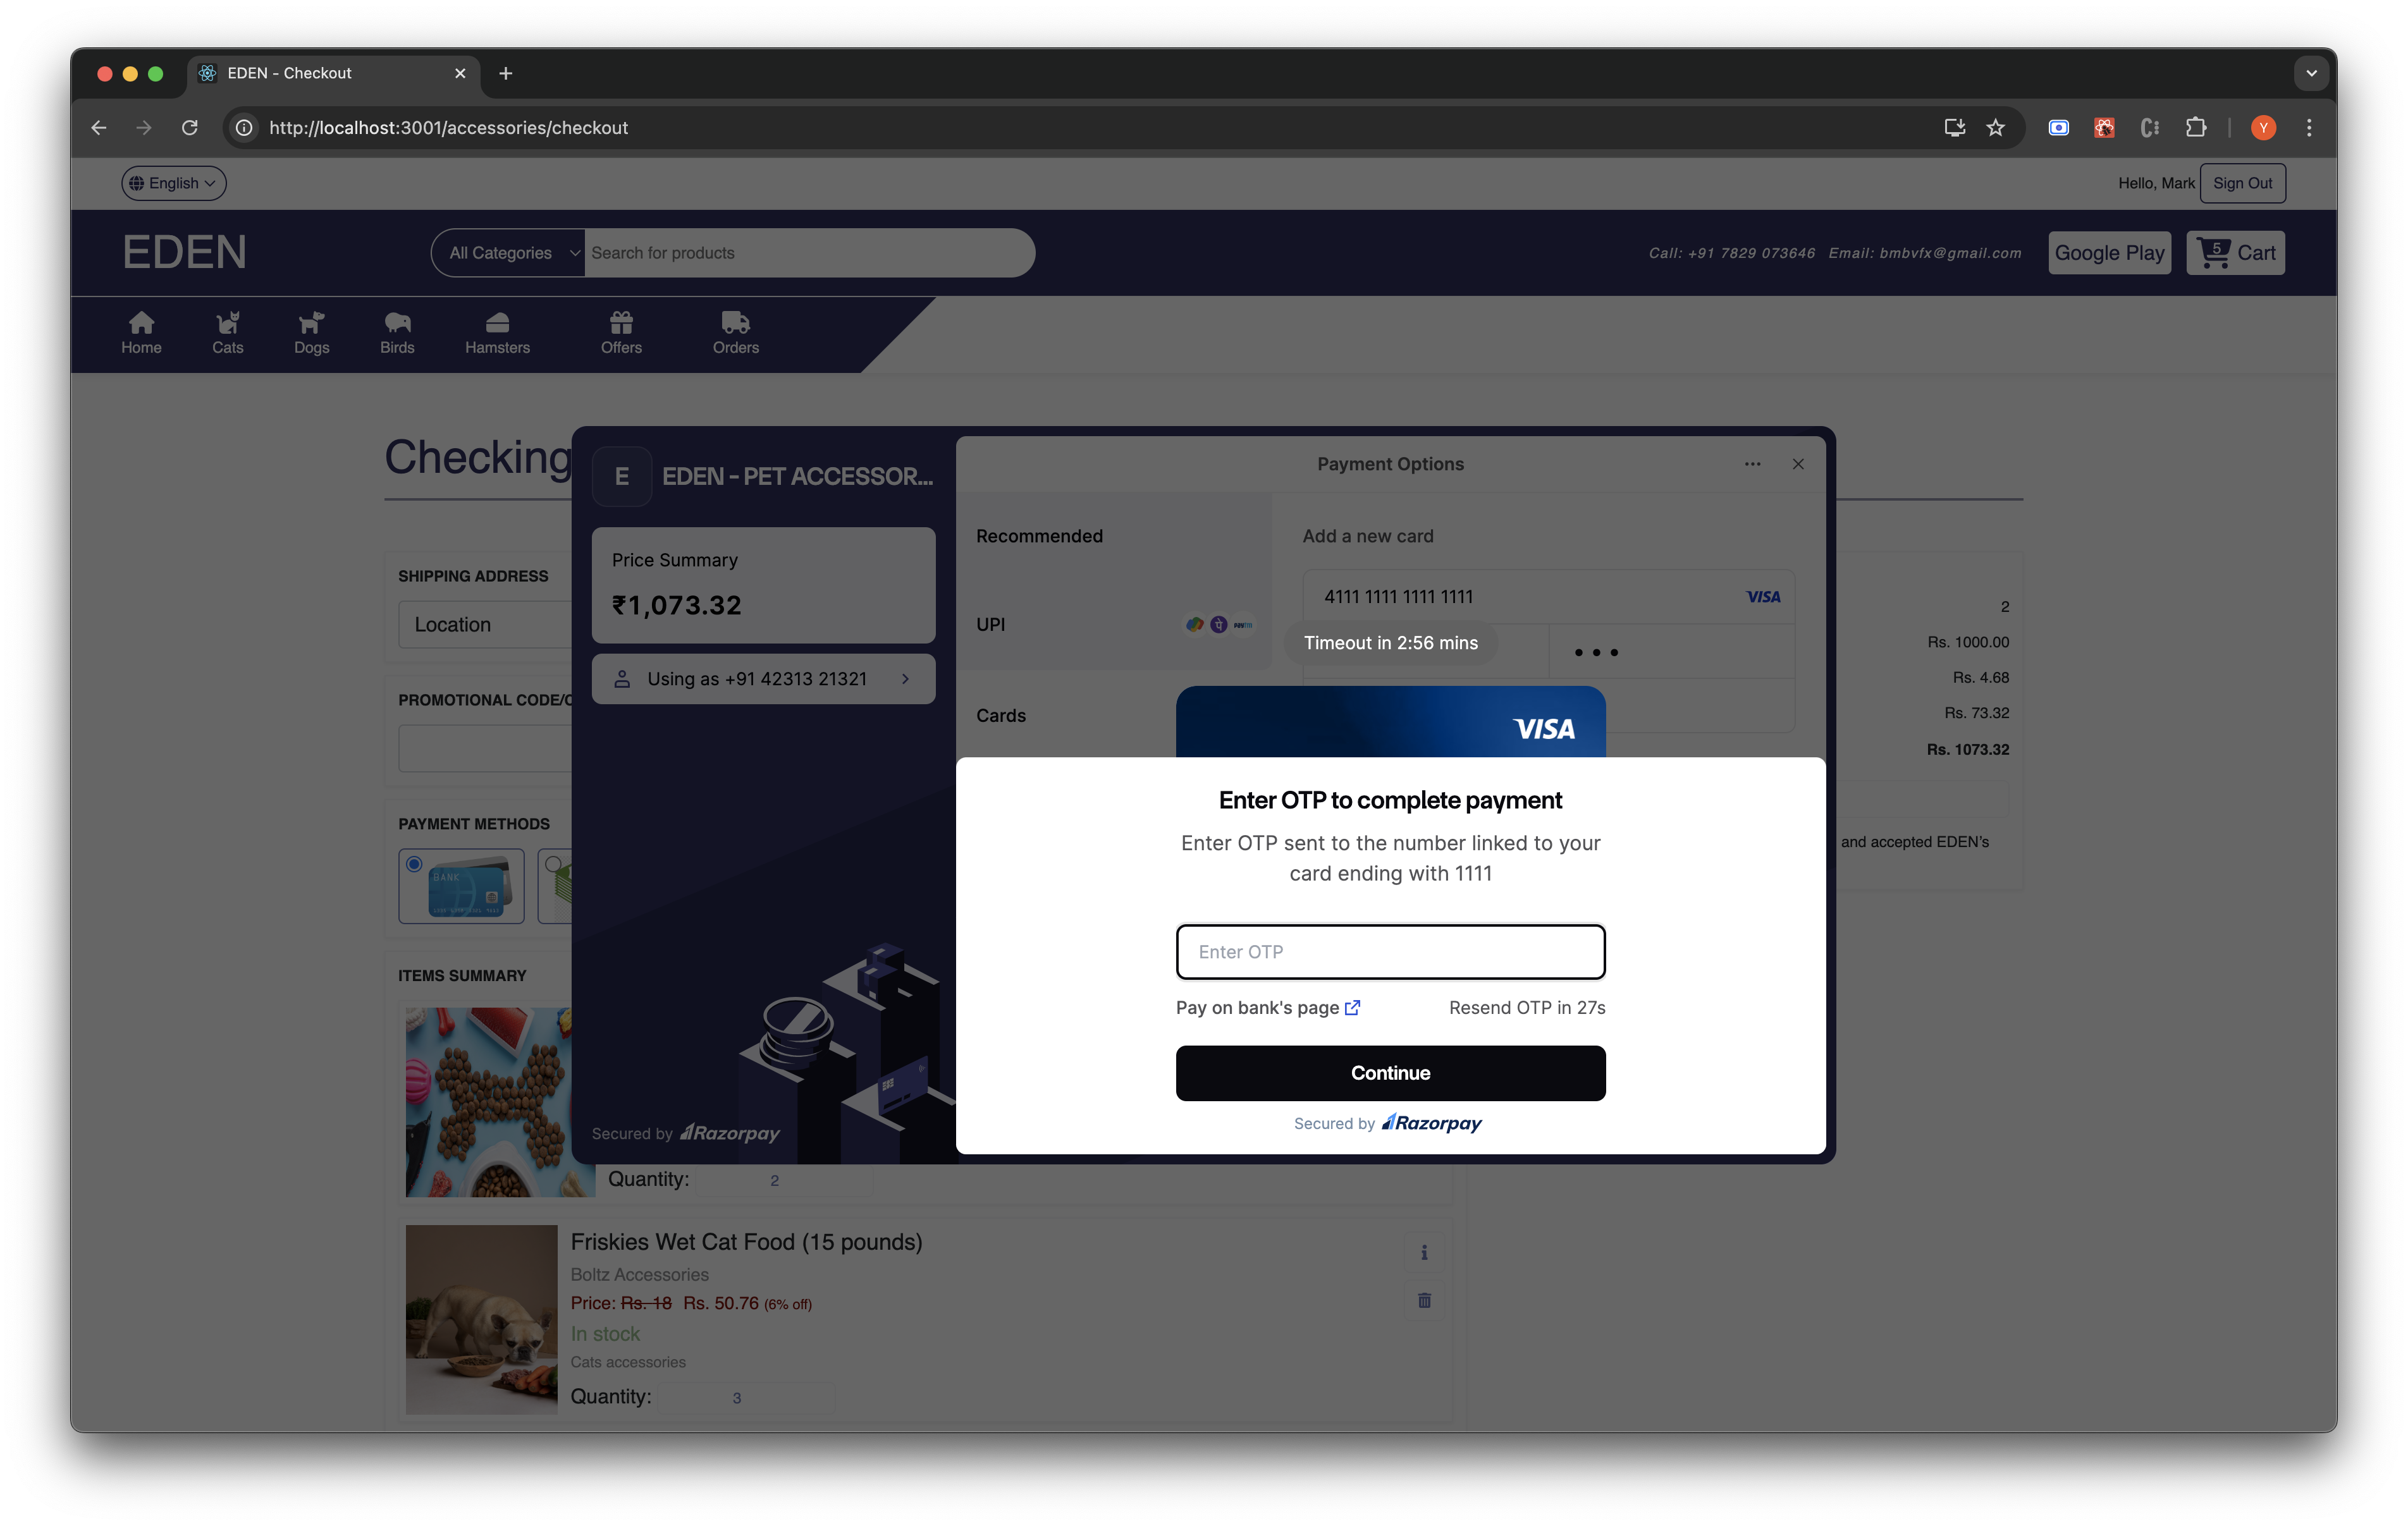 EDEN - Checkout
http://localhost:3001/accessories/checkout
Y
English
Hello, Mark
Sign Out
EDEN
All Categories
Search for products
Call: +91 7829 073646
Email: bmbvfx@gmail.com
Google Play
5
Cart
Home
Cats
Dogs
Birds
Hamsters
Offers
Orders
Checking
SHIPPING ADDRESS
Location
PROMOTIONAL CODE/C
PAYMENT METHODS
BANK
ITEMS SUMMARY
E
EDEN - PET ACCESSOR...
Price Summary
₹1,073.32
Using as +91 42313 21321
Secured by Razorpay
Payment Options
Recommended
UPI
Cards
Add a new card
4111 1111 1111 1111
VISA
Timeout in 2:56 mins
VISA
Enter OTP to complete payment
Enter OTP sent to the number linked to your
card ending with 1111
Enter OTP
Pay on bank's page
Resend OTP in 27s
Continue
Secured by Razorpay
2
Rs. 1000.00
Rs. 4.68
Rs. 73.32
Rs. 1073.32
and accepted EDEN's
Quantity:
2
Friskies Wet Cat Food (15 pounds)
Boltz Accessories
Price: Rs. 18 Rs. 50.76 (6% off)
In stock
Cats accessories
Quantity:
3